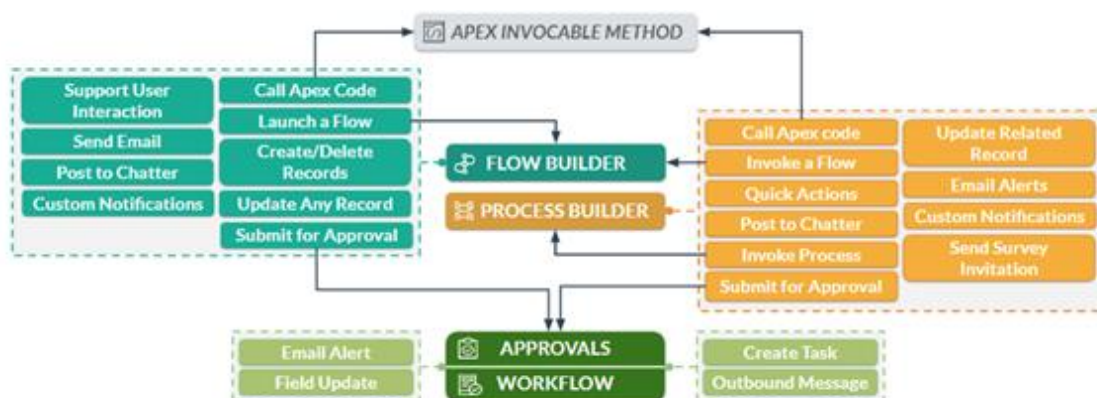 APEX INVOCABLE METHOD
Support User
Interaction
Send Email
Post to Chatter
Custom Notifications
Call Apex Code
Launch a Flow
Create/Delete
Records
Update Any Record
Submit for Approval
FLOW BUILDER
PROCESS BUILDER
Call Apex code
Invoke a Flow
Quick Actions
Post to Chatter
Invoke Process
Submit for Approval
Update Related
Record
Email Alerts
Custom Notifications
Send Survey
Invitation
Email Alert
Field Update
APPROVALS
WORKFLOW
Create Task
Outbound Message